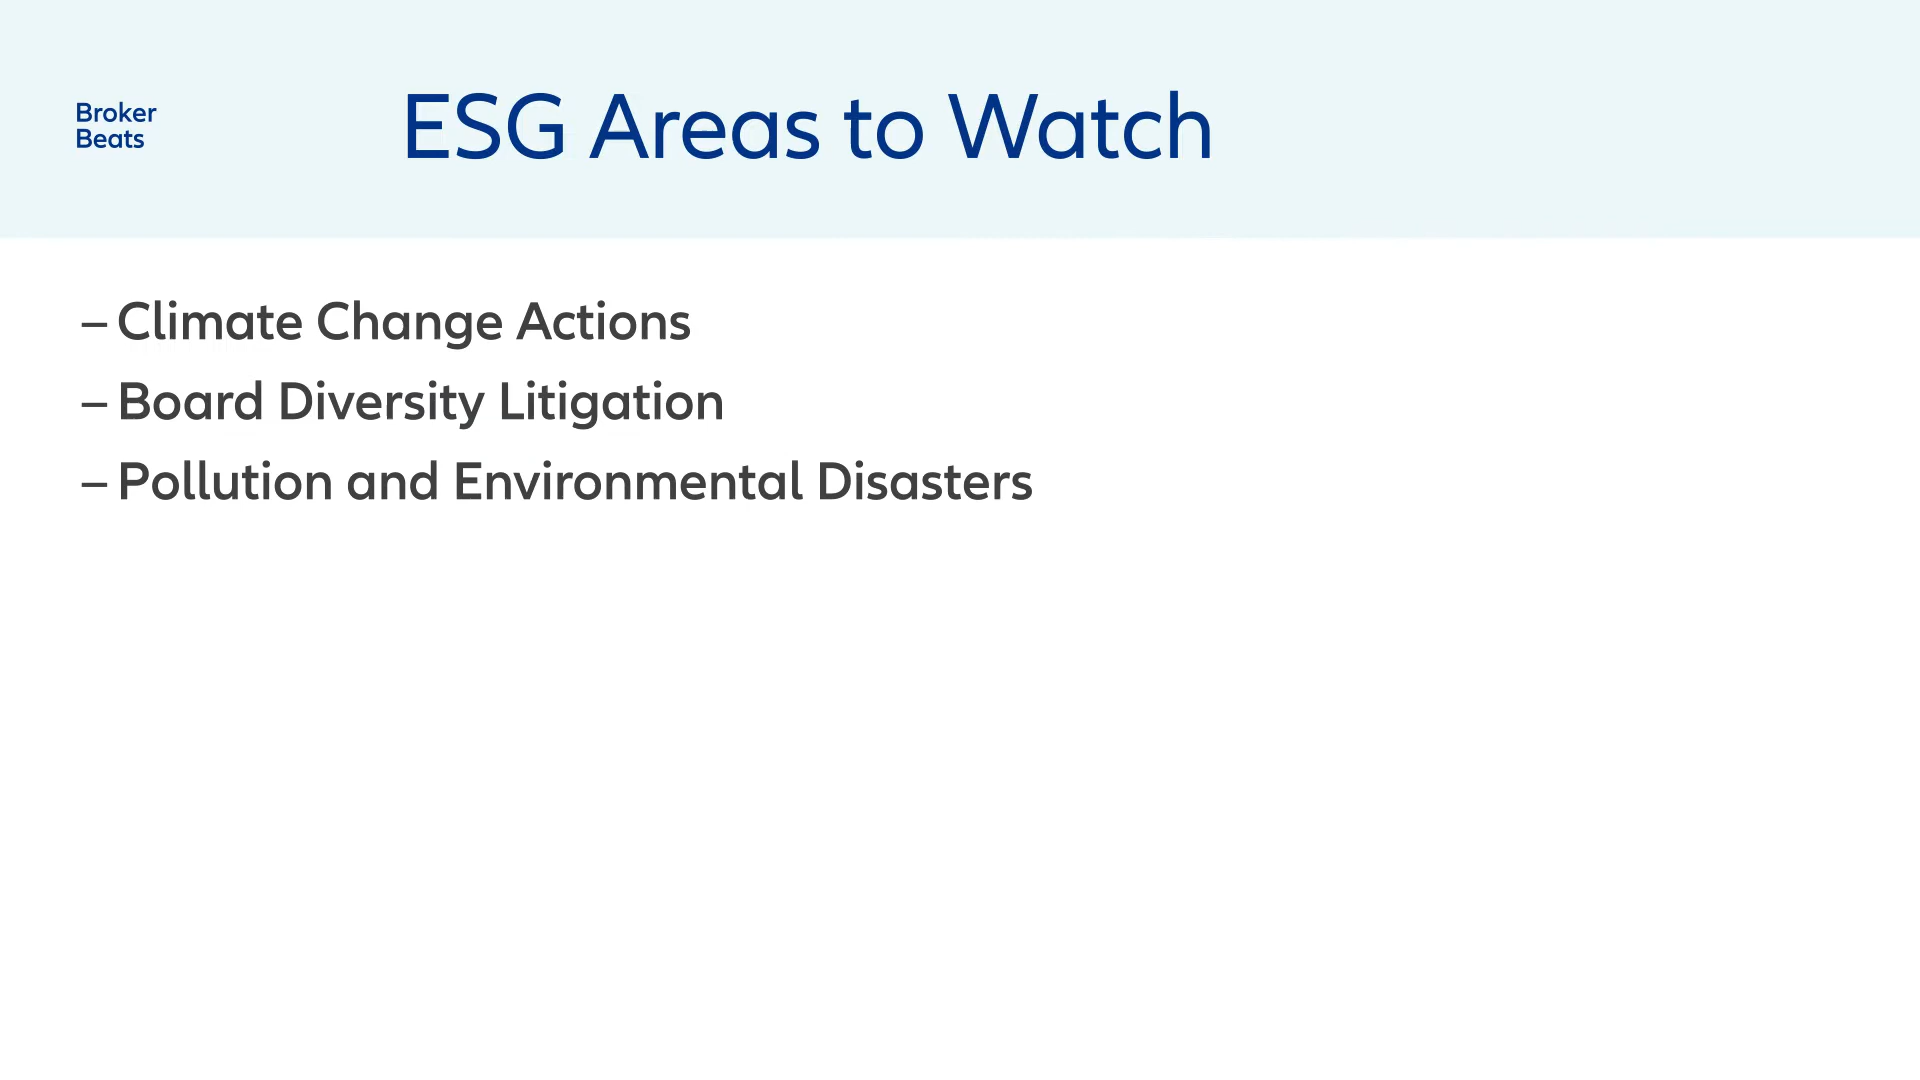 Broker
Beats
ESG Areas to Watch
– Climate Change Actions
– Board Diversity Litigation
– Pollution and Environmental Disasters